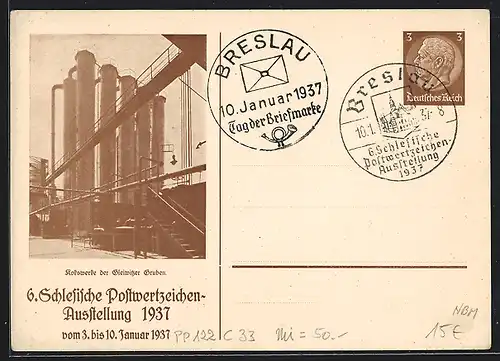 BRESLAU
10. Januar 1937
Tag der Briefmarke
Breslau
10.1. 37-8
6. Schlesische
Postwertzeichen-
Ausstellung
1937
3 3
Deutsches Reich
Kokswerke der Gleiwitzer Gruben.
6. Schlesische Postwertzeichen-
Ausstellung 1937
vom 3. bis 10. Januar 1937
PP 122 C 33 Mi = 50.-
NBM
15€